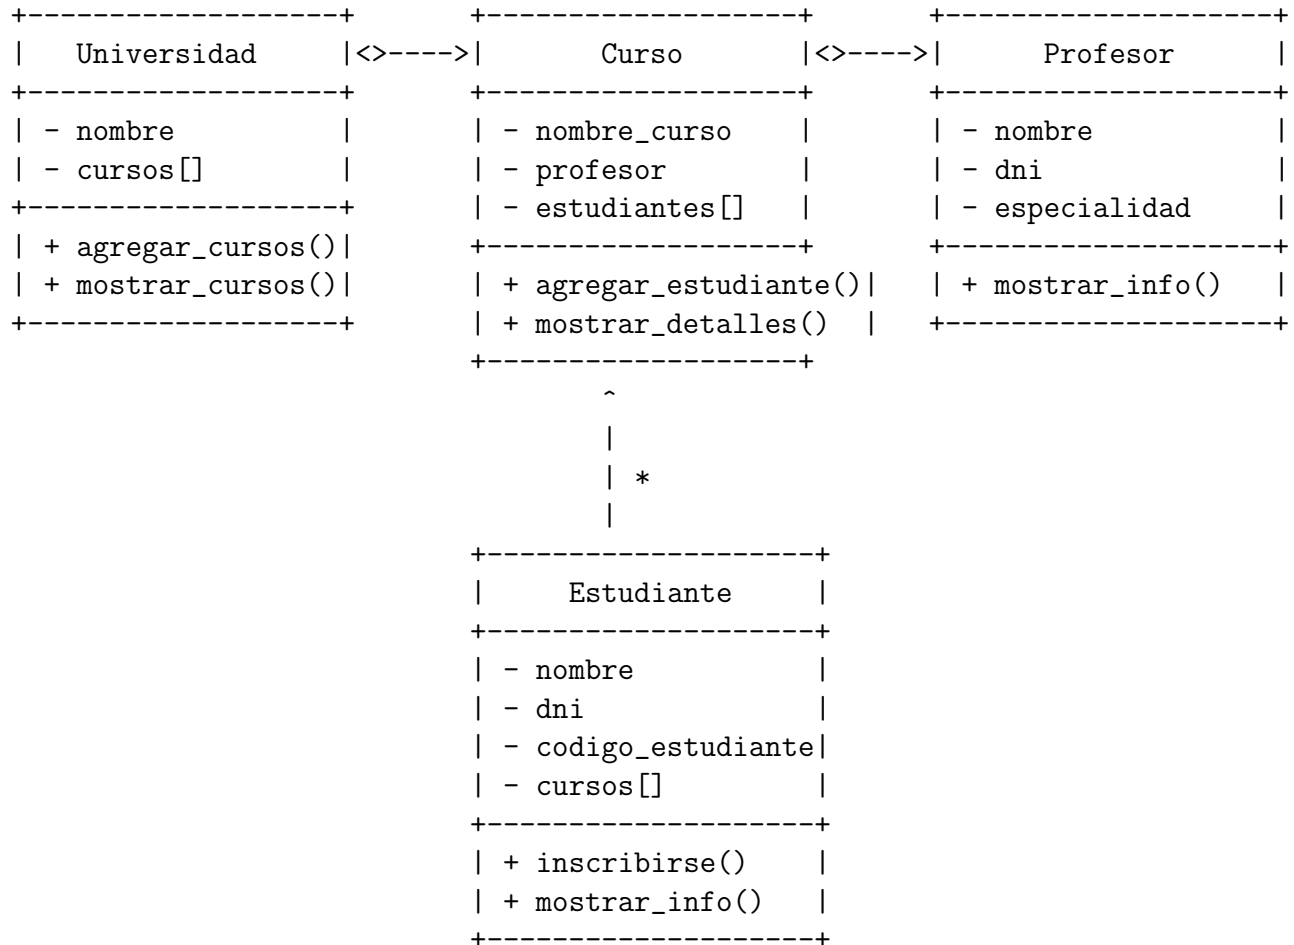 +-------------------+       +-------------------+       +---------------------+
|   Universidad     |<>---->|       Curso       |<>---->|      Profesor       |
+-------------------+       +-------------------+       +---------------------+
| - nombre          |       | - nombre_curso    |       | - nombre            |
| - cursos[]        |       | - profesor        |       | - dni               |
+-------------------+       | - estudiantes[]   |       | - especialidad      |
| + agregar_cursos()|       +-------------------+       +---------------------+
| + mostrar_cursos()|       | + agregar_estudiante()|   | + mostrar_info()    |
+-------------------+       | + mostrar_detalles()  |   +---------------------+
                            +-------------------+
                                    ^
                                    |
                                    | *
                                    |
                            +--------------------+
                            |     Estudiante     |
                            +--------------------+
                            | - nombre           |
                            | - dni              |
                            | - codigo_estudiante|
                            | - cursos[]         |
                            +--------------------+
                            | + inscribirse()    |
                            | + mostrar_info()   |
                            +--------------------+